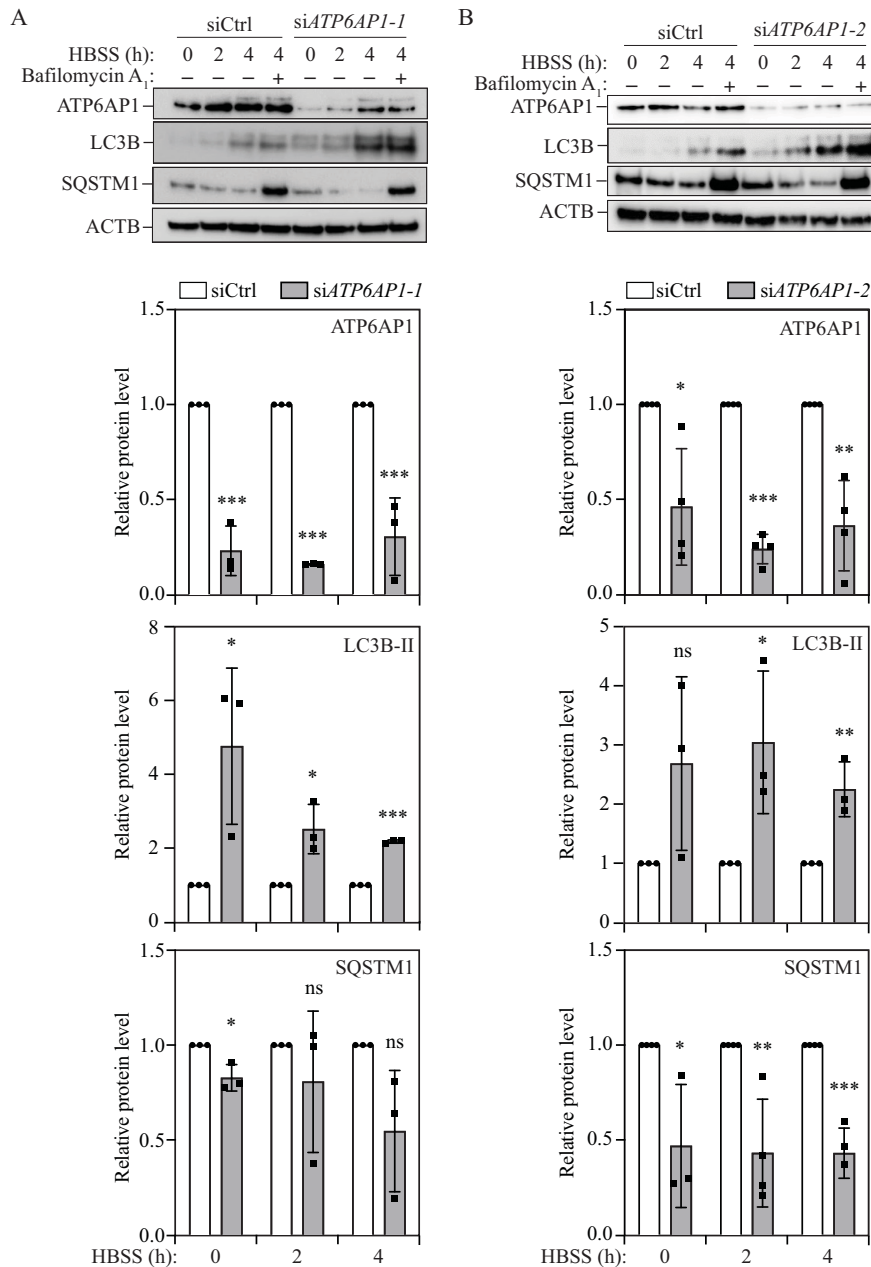 A
siCtrl siATP6AP1-1
HBSS (h): 0 2 4 4 0 2 4 4
Bafilomycin A1: – – – + – – – +
ATP6AP1
LC3B
SQSTM1
ACTB
siCtrl siATP6AP1-1
1.5
ATP6AP1
1.0
0.5
0.0
Relative protein level
*** *** ***
8
LC3B-II
6
4
2
0
Relative protein level
* * ***
1.5
SQSTM1
1.0
0.5
0.0
Relative protein level
* ns ns
HBSS (h): 0 2 4
B
siCtrl siATP6AP1-2
HBSS (h): 0 2 4 4 0 2 4 4
Bafilomycin A1: – – – + – – – +
ATP6AP1
LC3B
SQSTM1
ACTB
siCtrl siATP6AP1-2
1.5
ATP6AP1
1.0
0.5
0.0
Relative protein level
* *** **
5
LC3B-II
4
3
2
1
0
Relative protein level
ns * **
1.5
SQSTM1
1.0
0.5
0.0
Relative protein level
* ** ***
HBSS (h): 0 2 4